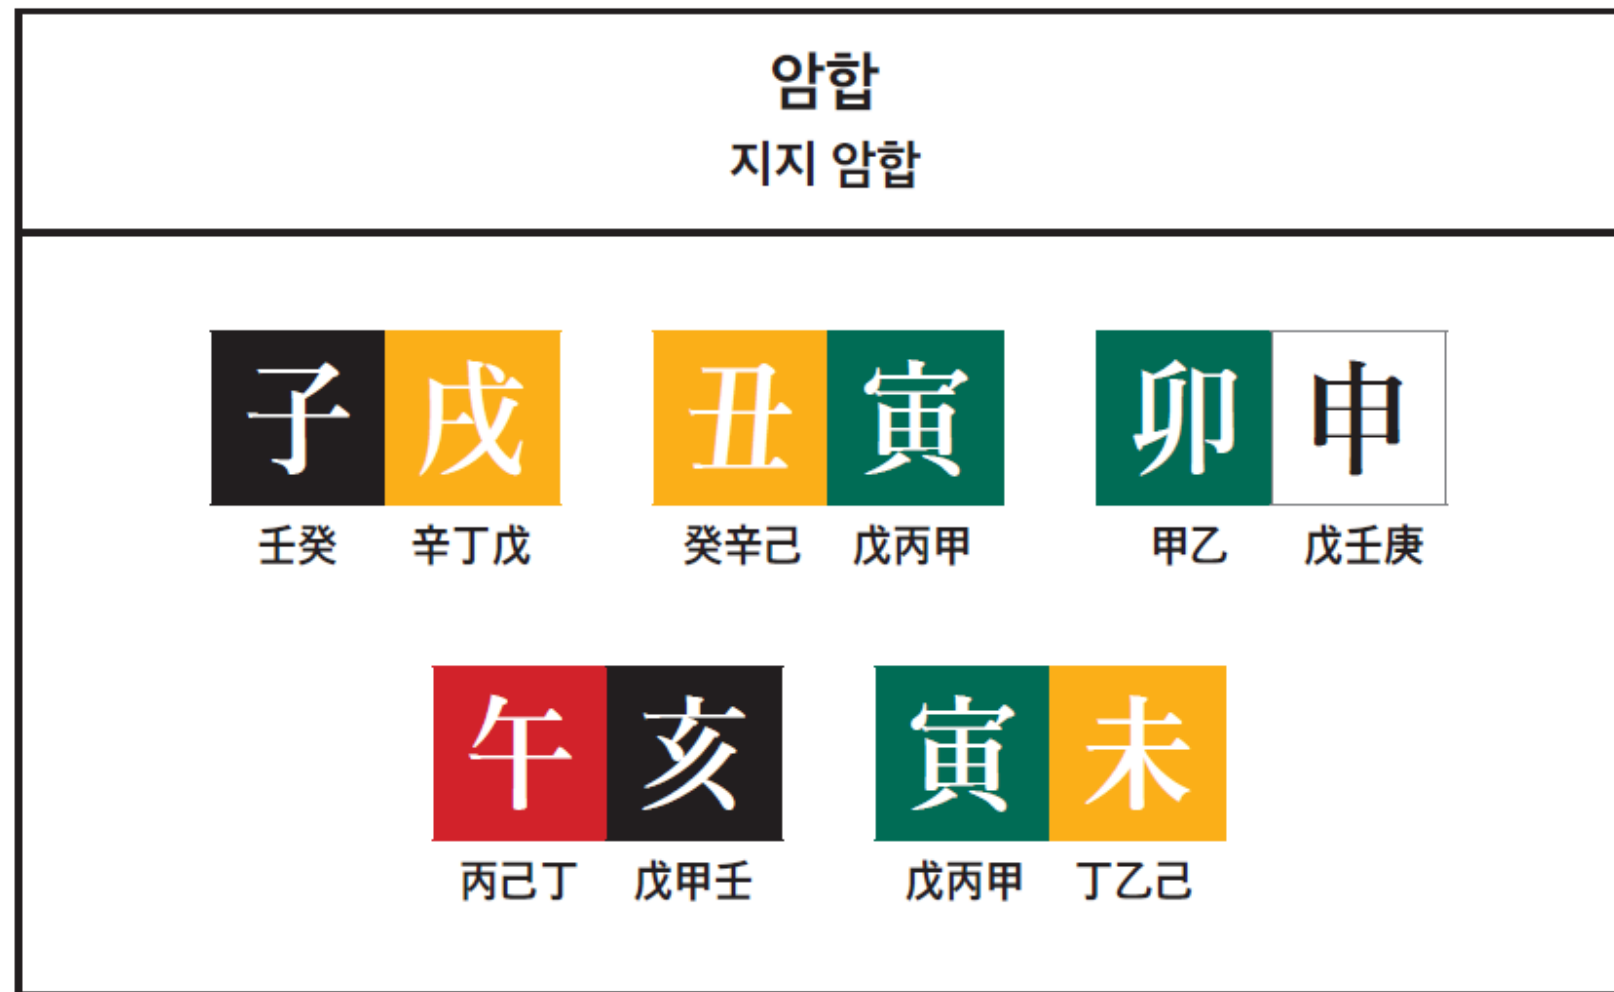 암합
지지 암합
子戌 丑寅 卯申
壬癸 辛丁戊 癸辛己 戊丙甲 甲乙 戊壬庚
午亥 寅未
丙己丁 戊甲壬 戊丙甲 丁乙己